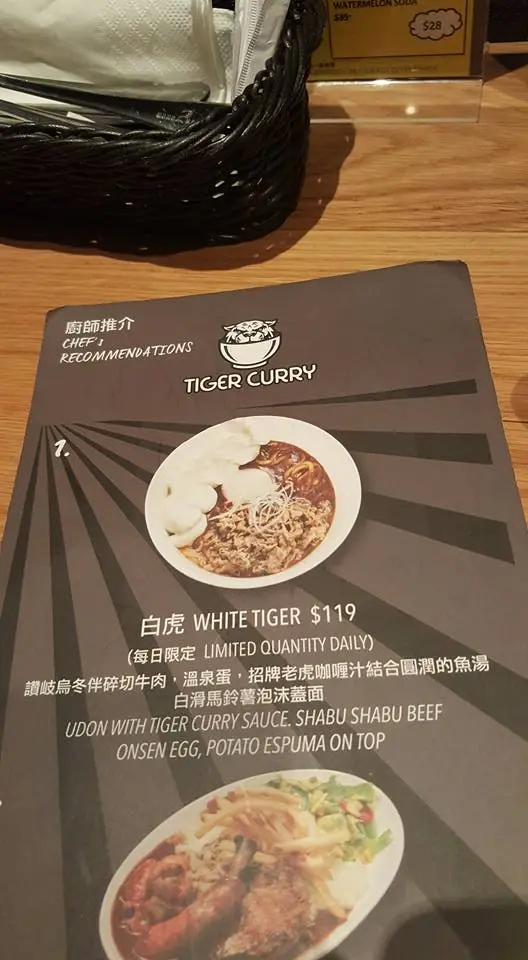 WATERMELON SODA
$35-
$28
廚師推介
CHEF's
RECOMMENDATIONS
TIGER CURRY
1.
白虎 WHITE TIGER $119
(每日限定 LIMITED QUANTITY DAILY)
讚岐烏冬伴碎切牛肉，溫泉蛋，招牌老虎咖喱汁結合圓潤的魚湯
白滑馬鈴薯泡沫蓋面
UDON WITH TIGER CURRY SAUCE. SHABU SHABU BEEF
ONSEN EGG, POTATO ESPUMA ON TOP